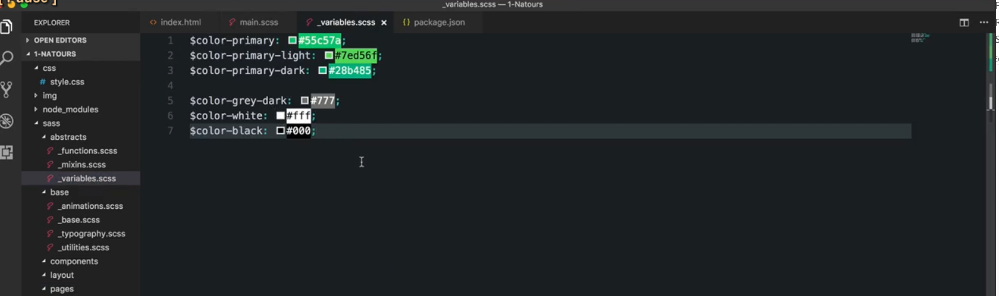 _variables.scss — 1-Natours
EXPLORER
OPEN EDITORS
1-NATOURS
css
# style.css
img
node_modules
sass
abstracts
_functions.scss
_mixins.scss
_variables.scss
base
_animations.scss
_base.scss
_typography.scss
_utilities.scss
components
layout
pages
<> index.html
main.scss
_variables.scss ×
{} package.json
1 $color-primary: #55c57a;
2 $color-primary-light: #7ed56f;
3 $color-primary-dark: #28b485;
4
5 $color-grey-dark: #777;
6 $color-white: #fff;
7 $color-black: #000;